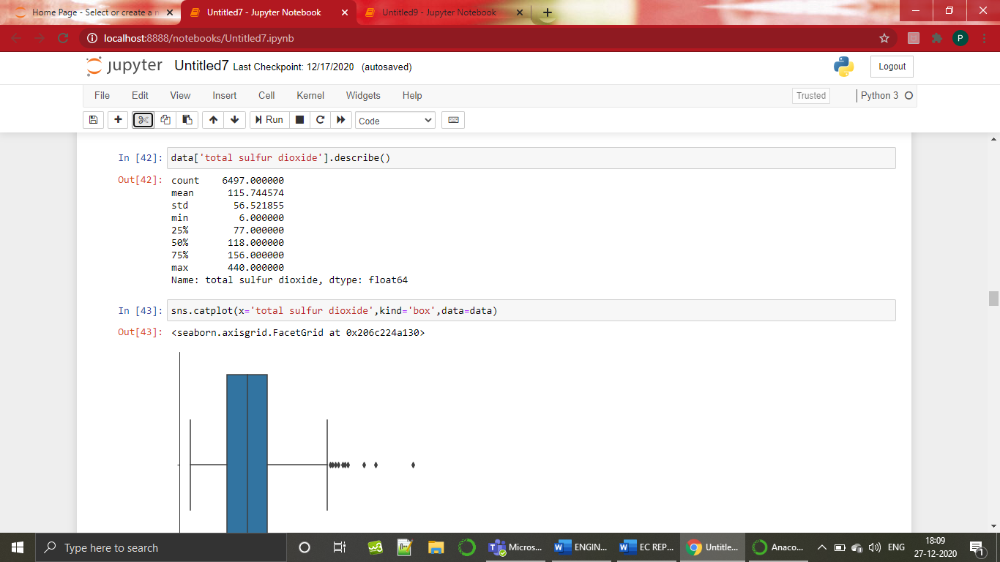 Home Page - Select or create a n
Untitled7 - Jupyter Notebook
Untitled9 - Jupyter Notebook
localhost:8888/notebooks/Untitled7.ipynb
P
jupyter Untitled7 Last Checkpoint: 12/17/2020 (autosaved)
Logout
File Edit View Insert Cell Kernel Widgets Help
Trusted
Python 3
Run
Code
In [42]: data['total sulfur dioxide'].describe()
Out[42]: count 6497.000000
mean 115.744574
std 56.521855
min 6.000000
25% 77.000000
50% 118.000000
75% 156.000000
max 440.000000
Name: total sulfur dioxide, dtype: float64
In [43]: sns.catplot(x='total sulfur dioxide',kind='box',data=data)
Out[43]: <seaborn.axisgrid.FacetGrid at 0x206c224a130>
Type here to search
Micros...
ENGIN...
EC REP...
Untitle...
Anaco...
ENG
18:09
27-12-2020
1